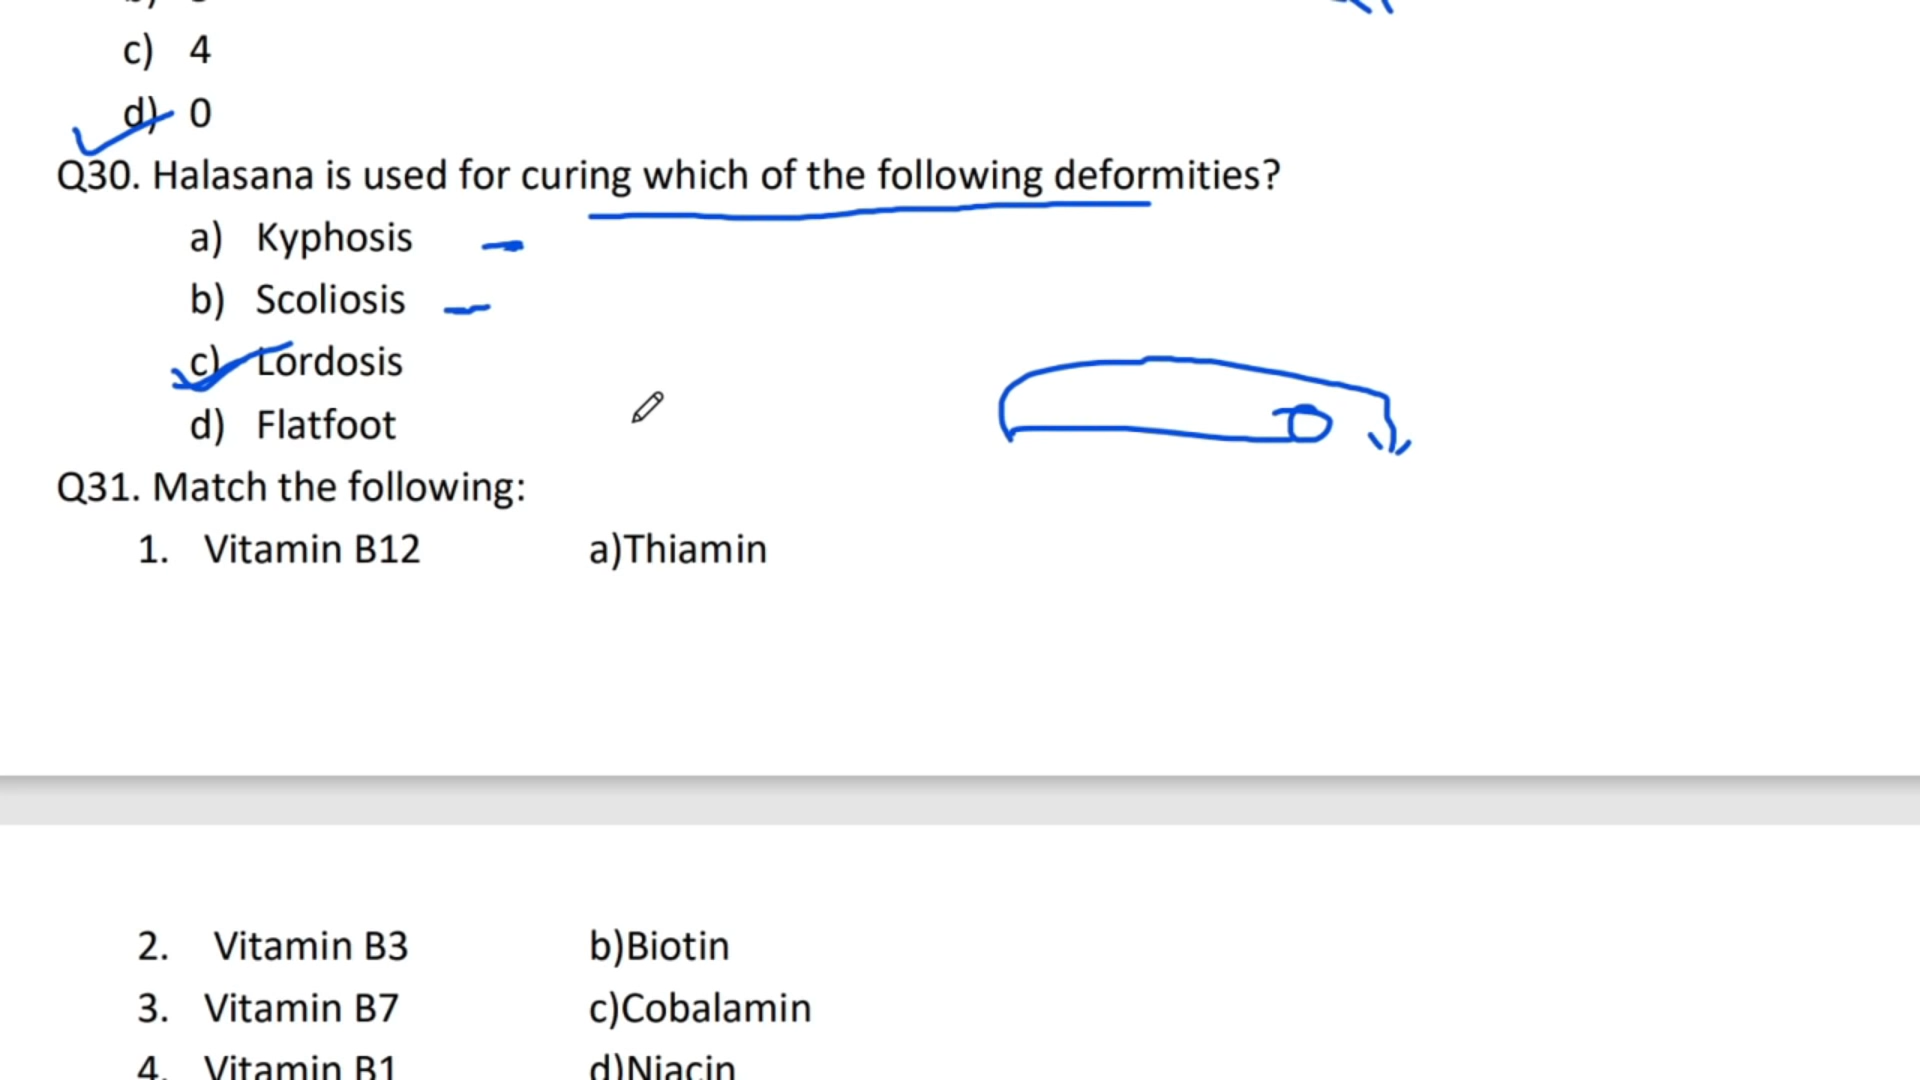 c) 4
d) 0
Q30. Halasana is used for curing which of the following deformities?
a) Kyphosis
b) Scoliosis
c) Lordosis
d) Flatfoot
Q31. Match the following:
1. Vitamin B12 a)Thiamin
2. Vitamin B3 b)Biotin
3. Vitamin B7 c)Cobalamin
4. Vitamin B1 d)Niacin